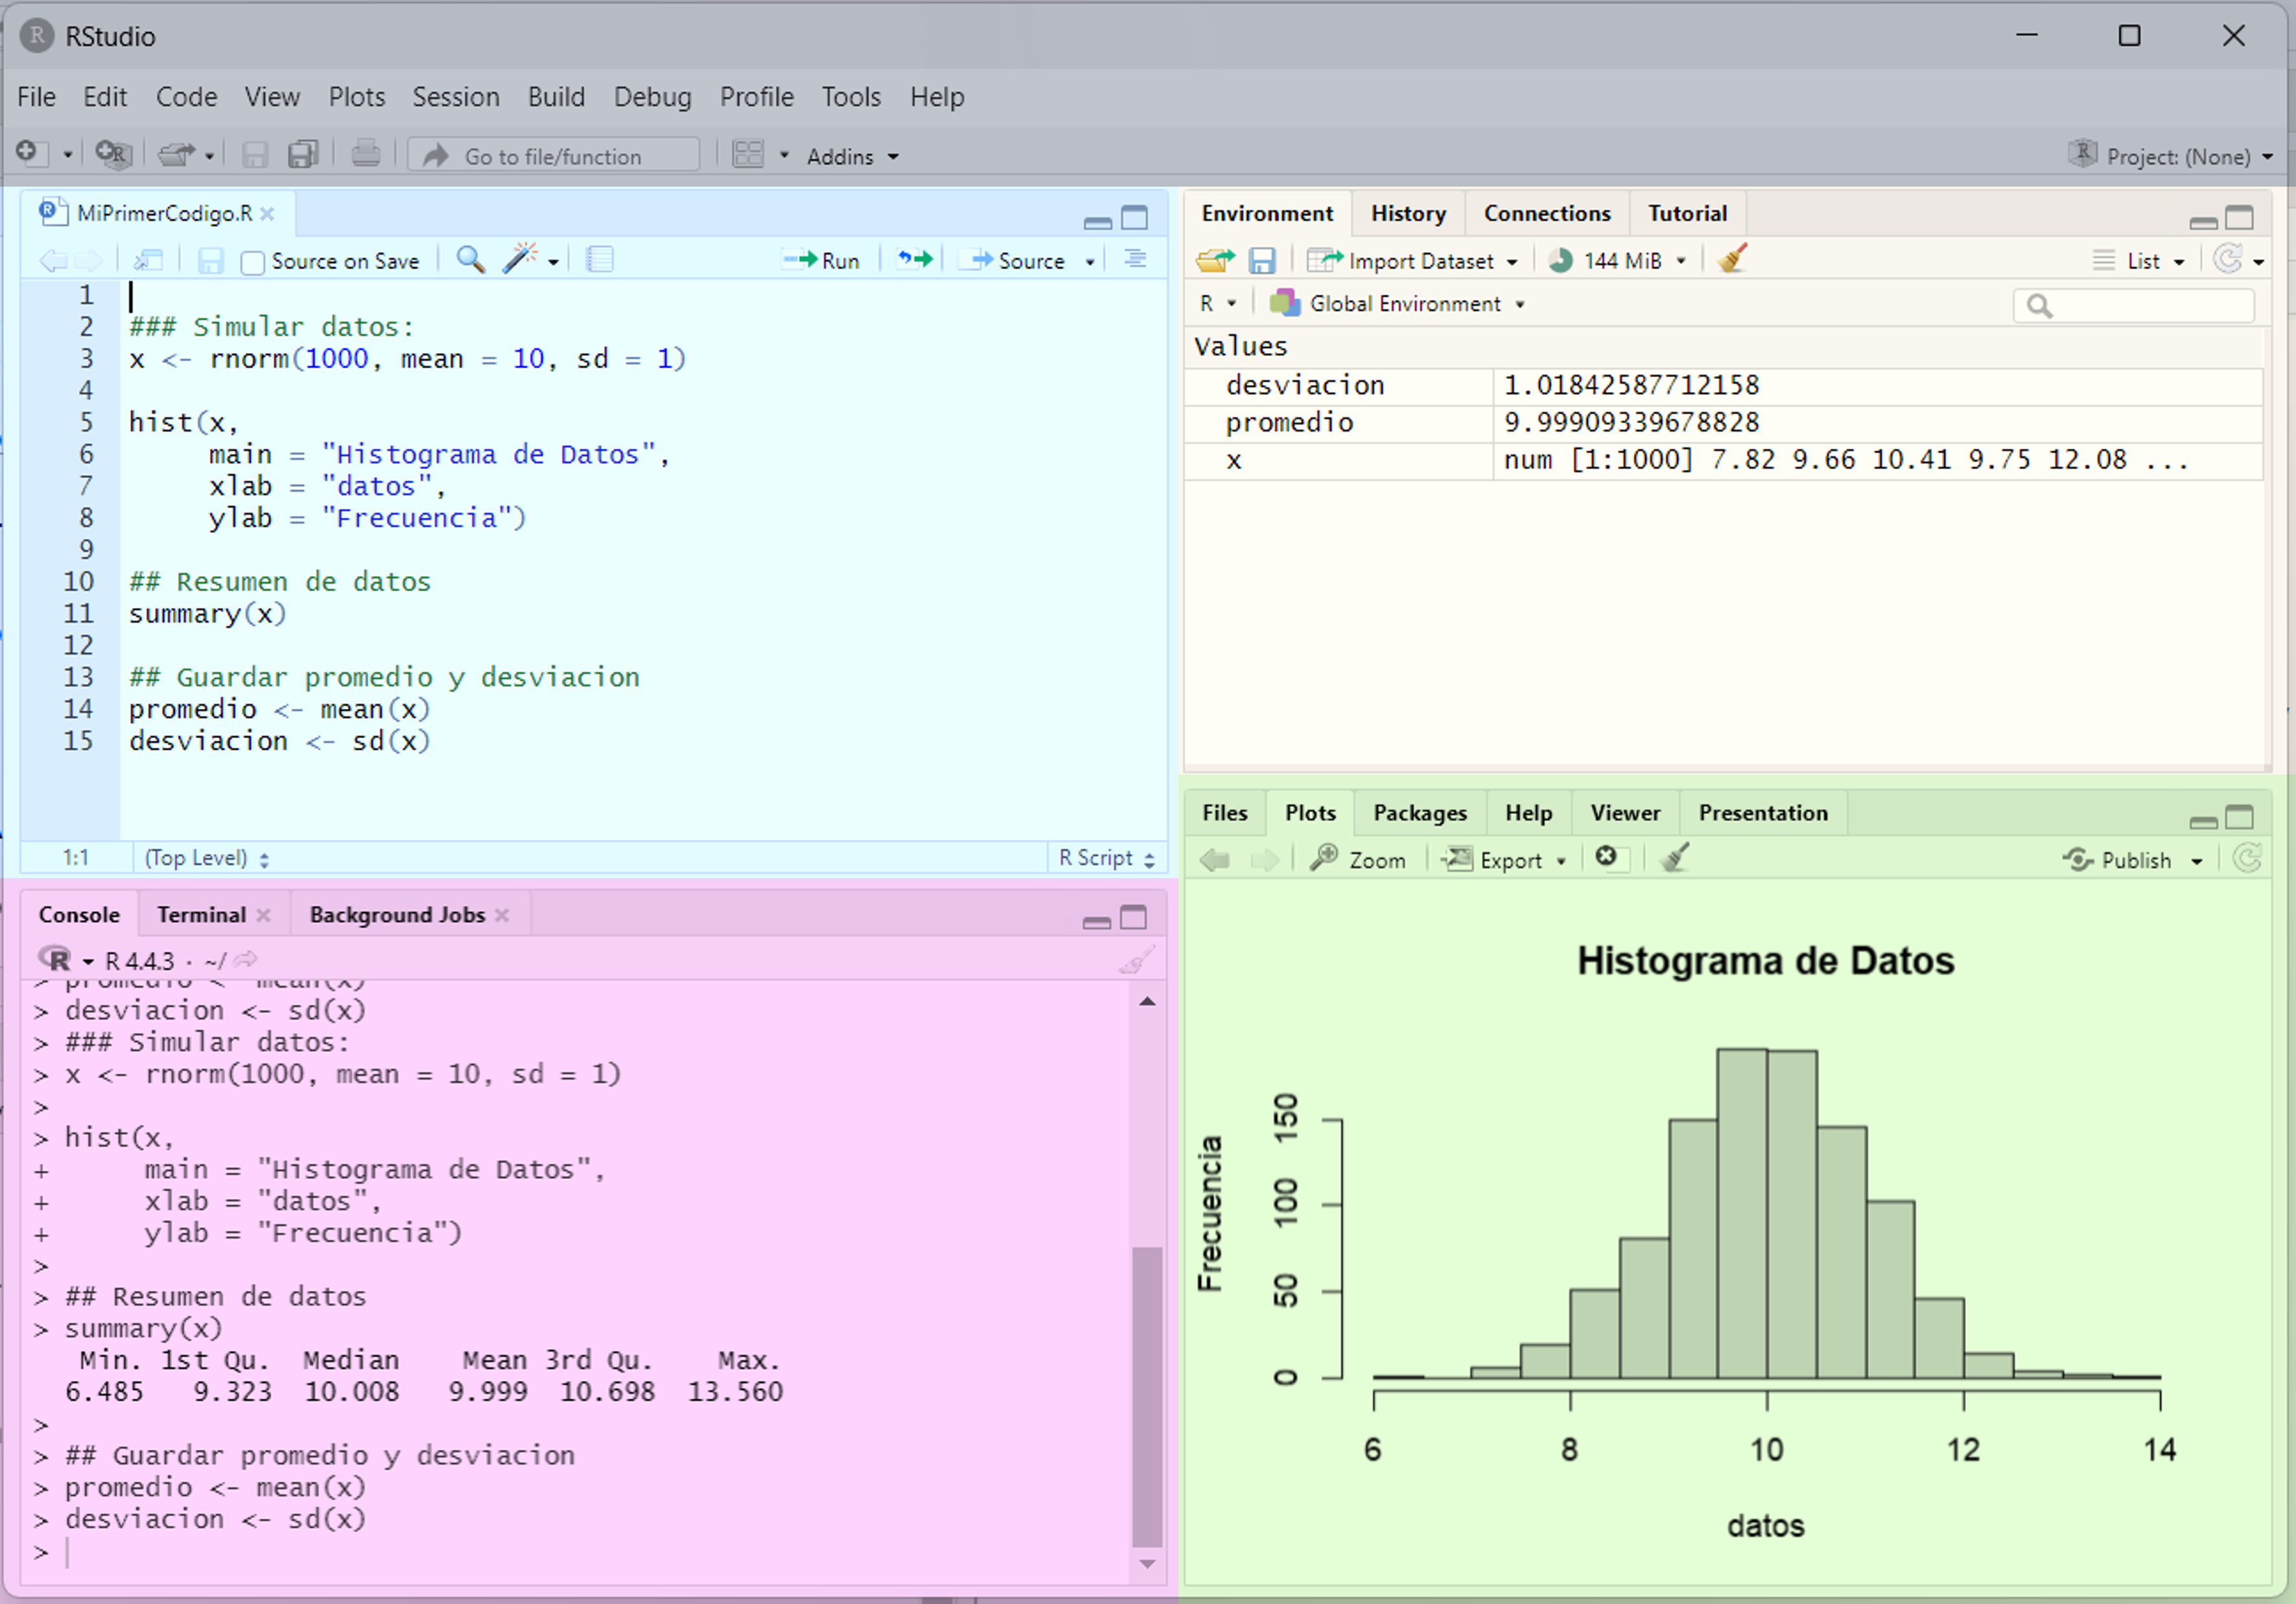 RStudio
File Edit Code View Plots Session Build Debug Profile Tools Help
Go to file/function Addins Project: (None)
MiPrimerCodigo.R
Source on Save Run Source
1
2 ### Simular datos:
3 x <- rnorm(1000, mean = 10, sd = 1)
4
5 hist(x,
6 main = "Histograma de Datos",
7 xlab = "datos",
8 ylab = "Frecuencia")
9
10 ## Resumen de datos
11 summary(x)
12
13 ## Guardar promedio y desviacion
14 promedio <- mean(x)
15 desviacion <- sd(x)
1:1 (Top Level) R Script
Console Terminal Background Jobs
R R 4.4.3 · ~/
> promedio <- mean(x)
> desviacion <- sd(x)
> ### Simular datos:
> x <- rnorm(1000, mean = 10, sd = 1)
>
> hist(x,
+ main = "Histograma de Datos",
+ xlab = "datos",
+ ylab = "Frecuencia")
>
> ## Resumen de datos
> summary(x)
Min. 1st Qu. Median Mean 3rd Qu. Max.
6.485 9.323 10.008 9.999 10.698 13.560
>
> ## Guardar promedio y desviacion
> promedio <- mean(x)
> desviacion <- sd(x)
>
Environment History Connections Tutorial
Import Dataset 144 MiB List
R Global Environment
Values
desviacion 1.01842587712158
promedio 9.99909339678828
x num [1:1000] 7.82 9.66 10.41 9.75 12.08 ...
Files Plots Packages Help Viewer Presentation
Zoom Export Publish
Histograma de Datos
Frecuencia
150
100
50
0
6 8 10 12 14
datos